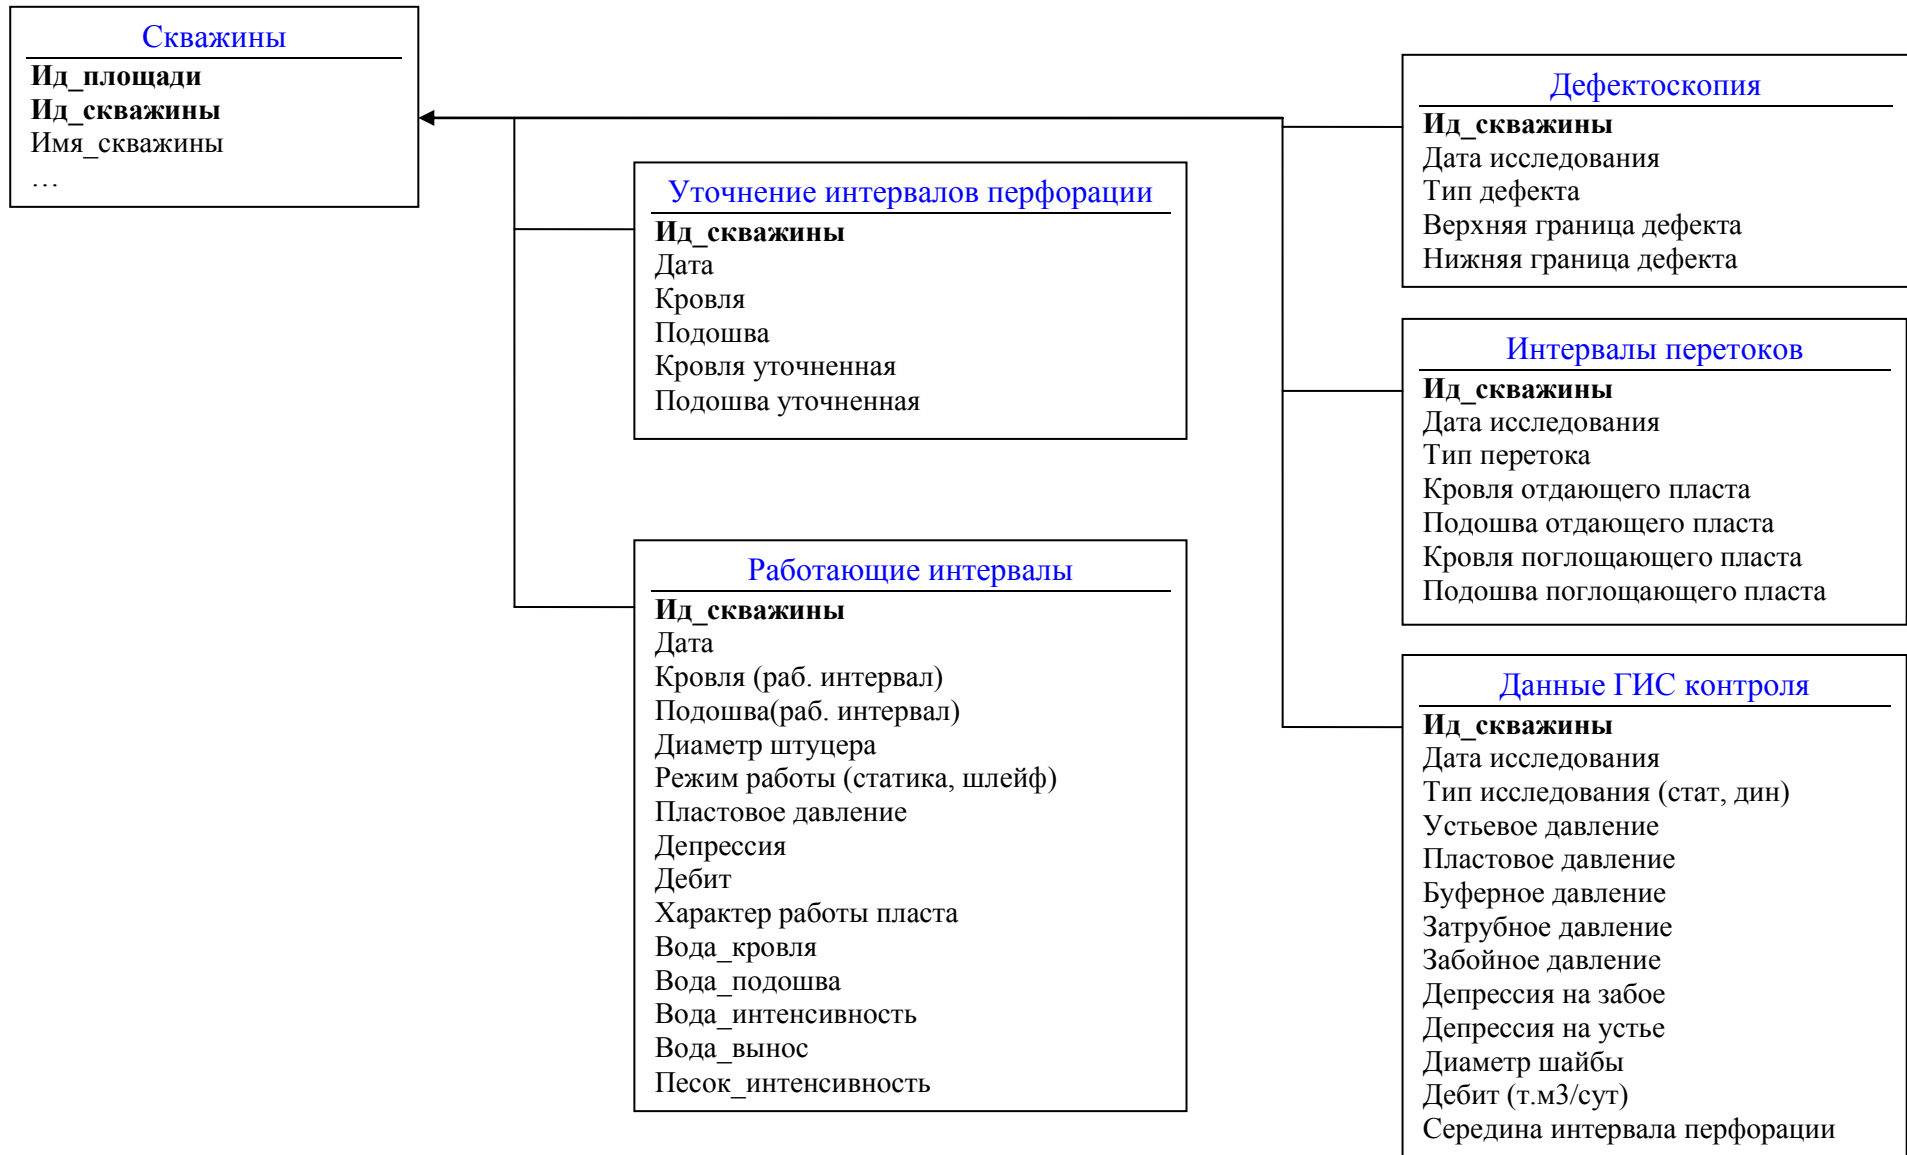 Скважины
Ид_площади
Ид_скважины
Имя_скважины
…
Уточнение интервалов перфорации
Ид_скважины
Дата
Кровля
Подошва
Кровля уточненная
Подошва уточненная
Работающие интервалы
Ид_скважины
Дата
Кровля (раб. интервал)
Подошва(раб. интервал)
Диаметр штуцера
Режим работы (статика, шлейф)
Пластовое давление
Депрессия
Дебит
Характер работы пласта
Вода_кровля
Вода_подошва
Вода_интенсивность
Вода_вынос
Песок_интенсивность
Дефектоскопия
Ид_скважины
Дата исследования
Тип дефекта
Верхняя граница дефекта
Нижняя граница дефекта
Интервалы перетоков
Ид_скважины
Дата исследования
Тип перетока
Кровля отдающего пласта
Подошва отдающего пласта
Кровля поглощающего пласта
Подошва поглощающего пласта
Данные ГИС контроля
Ид_скважины
Дата исследования
Тип исследования (стат, дин)
Устьевое давление
Пластовое давление
Буферное давление
Затрубное давление
Забойное давление
Депрессия на забое
Депрессия на устье
Диаметр шайбы
Дебит (т.м3/сут)
Середина интервала перфорации